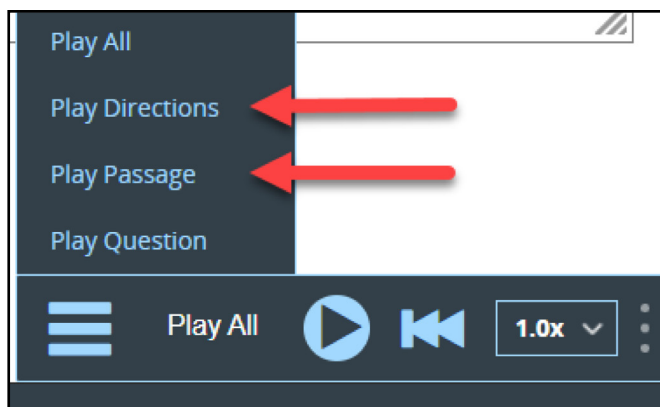 Play All
Play Directions
Play Passage
Play Question
Play All 1.0x